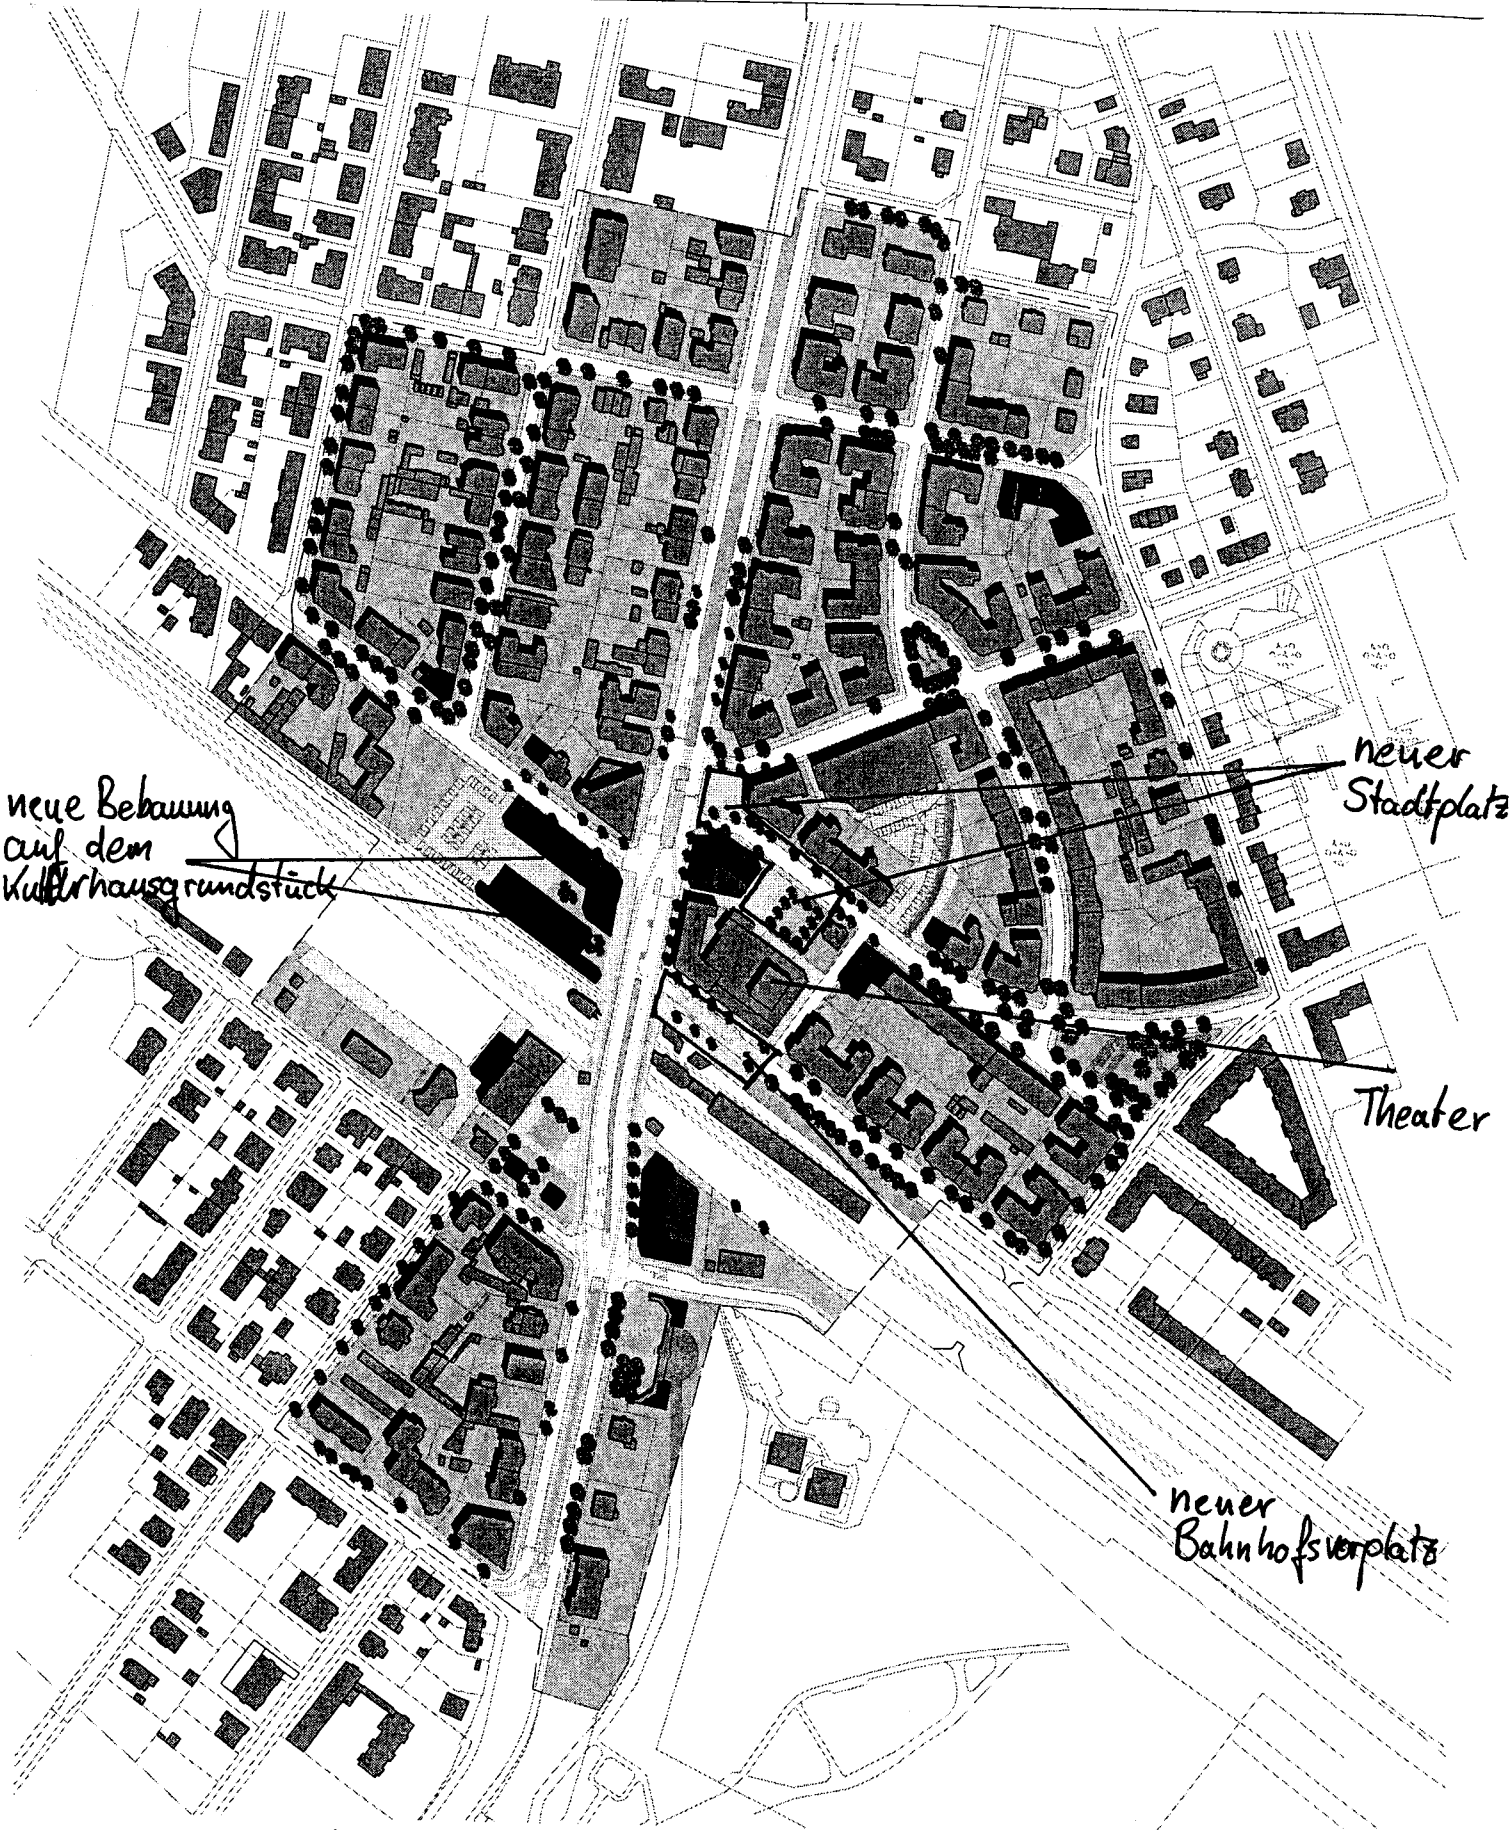 neuer
Stadtplatz
neue Bebauung
auf dem
Kulturhausgrundstück
Theater
neuer
Bahnhofsvorplatz